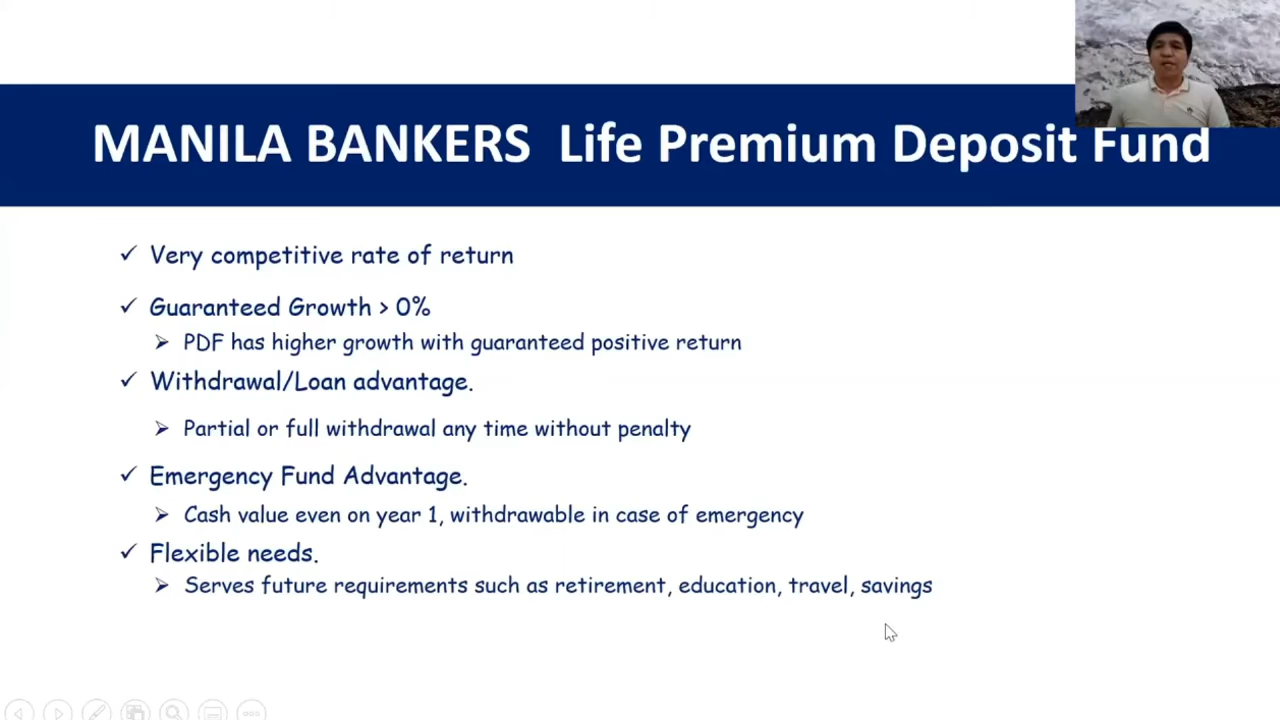 MANILA BANKERS Life Premium Deposit Fund
Very competitive rate of return
Guaranteed Growth > 0%
PDF has higher growth with guaranteed positive return
Withdrawal/Loan advantage.
Partial or full withdrawal any time without penalty
Emergency Fund Advantage.
Cash value even on year 1, withdrawable in case of emergency
Flexible needs.
Serves future requirements such as retirement, education, travel, savings